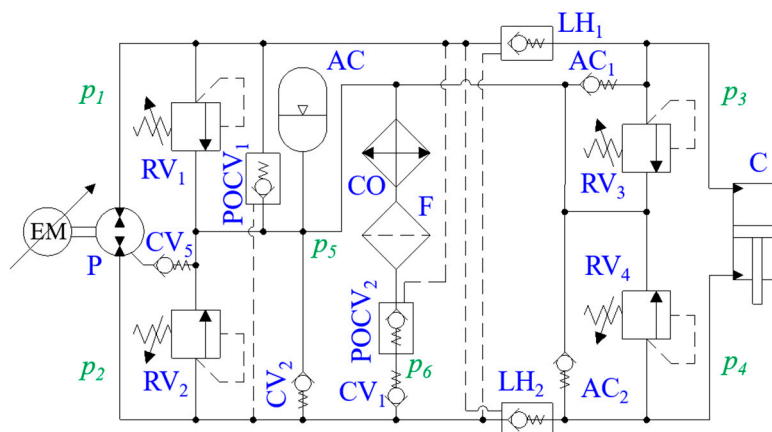 LH₁
AC
AC₁
p₁
p₃
RV₁
POCV₁
CO
RV₃
C
F
EM
CV₅
P
p₅
RV₄
POCV₂
p₂
RV₂
CV₂
p₆
CV₁
LH₂
AC₂
p₄